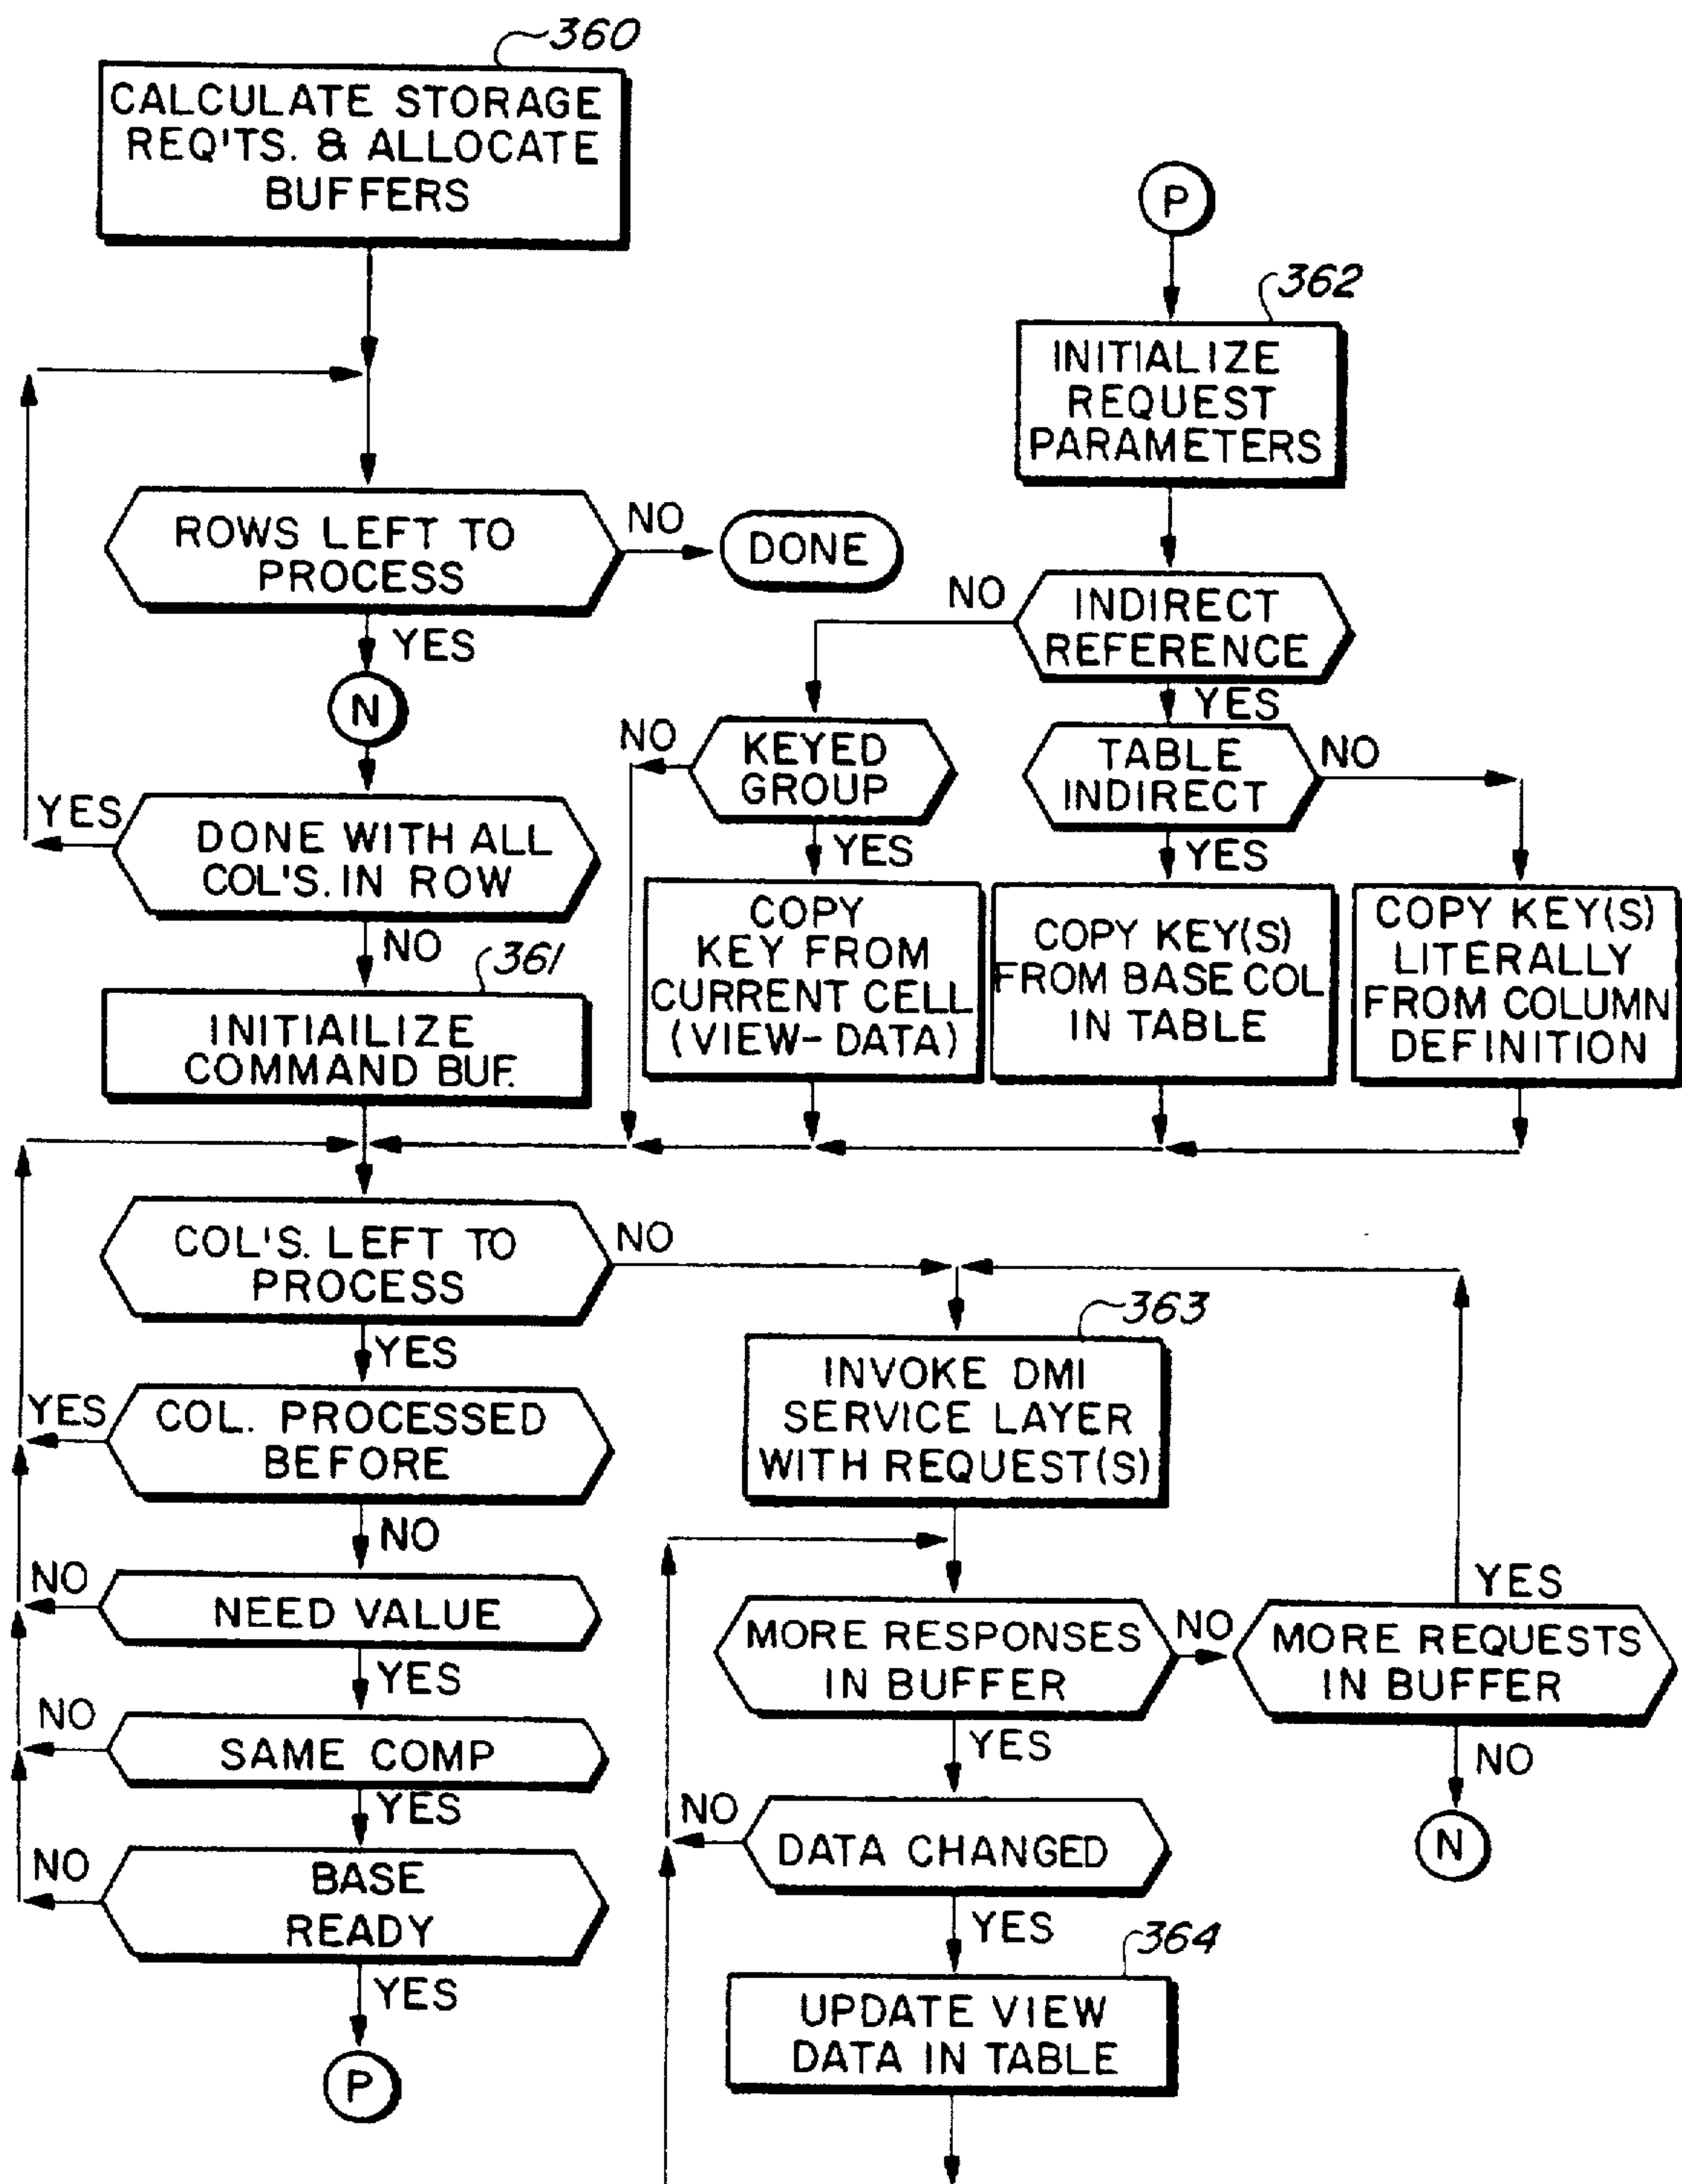 360
CALCULATE STORAGE
REQ'TS. & ALLOCATE
BUFFERS
ROWS LEFT TO
PROCESS
NO
DONE
YES
N
YES
DONE WITH ALL
COL'S. IN ROW
NO
361
INITIAILIZE
COMMAND BUF.
COL'S. LEFT TO
PROCESS
NO
YES
YES
COL. PROCESSED
BEFORE
NO
NO
NEED VALUE
YES
NO
SAME COMP
YES
NO
BASE
READY
YES
P
P
362
INITIALIZE
REQUEST
PARAMETERS
NO
INDIRECT
REFERENCE
YES
NO
KEYED
GROUP
YES
TABLE
INDIRECT
NO
YES
COPY
KEY FROM
CURRENT CELL
(VIEW-DATA)
COPY KEY(S)
FROM BASE COL
IN TABLE
COPY KEY(S)
LITERALLY
FROM COLUMN
DEFINITION
363
INVOKE DMI
SERVICE LAYER
WITH REQUEST(S)
MORE RESPONSES
IN BUFFER
NO
YES
YES
MORE REQUESTS
IN BUFFER
NO
N
NO
DATA CHANGED
YES
364
UPDATE VIEW
DATA IN TABLE